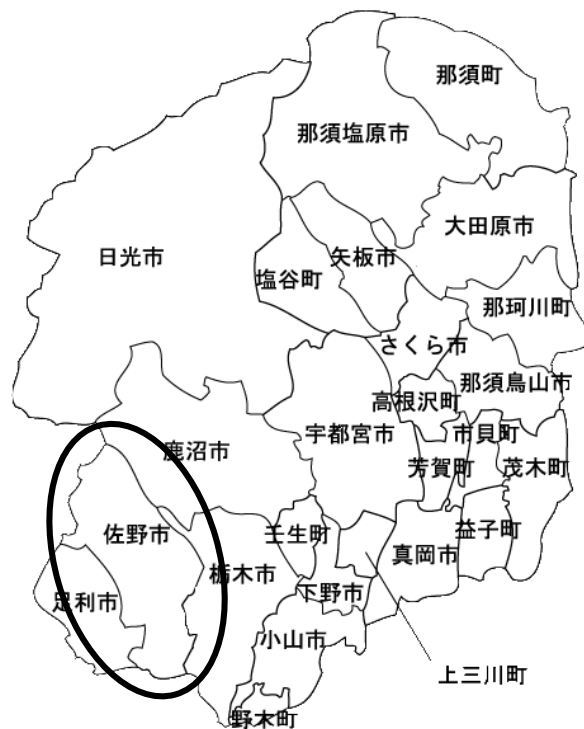 那須町
那須塩原市
大田原市
日光市
矢板市
塩谷町
那珂川町
さくら市
那須烏山市
高根沢町
宇都宮市
市貝町
鹿沼市
芳賀町
茂木町
佐野市
壬生町
益子町
真岡市
栃木市
下野市
足利市
小山市
上三川町
野木町